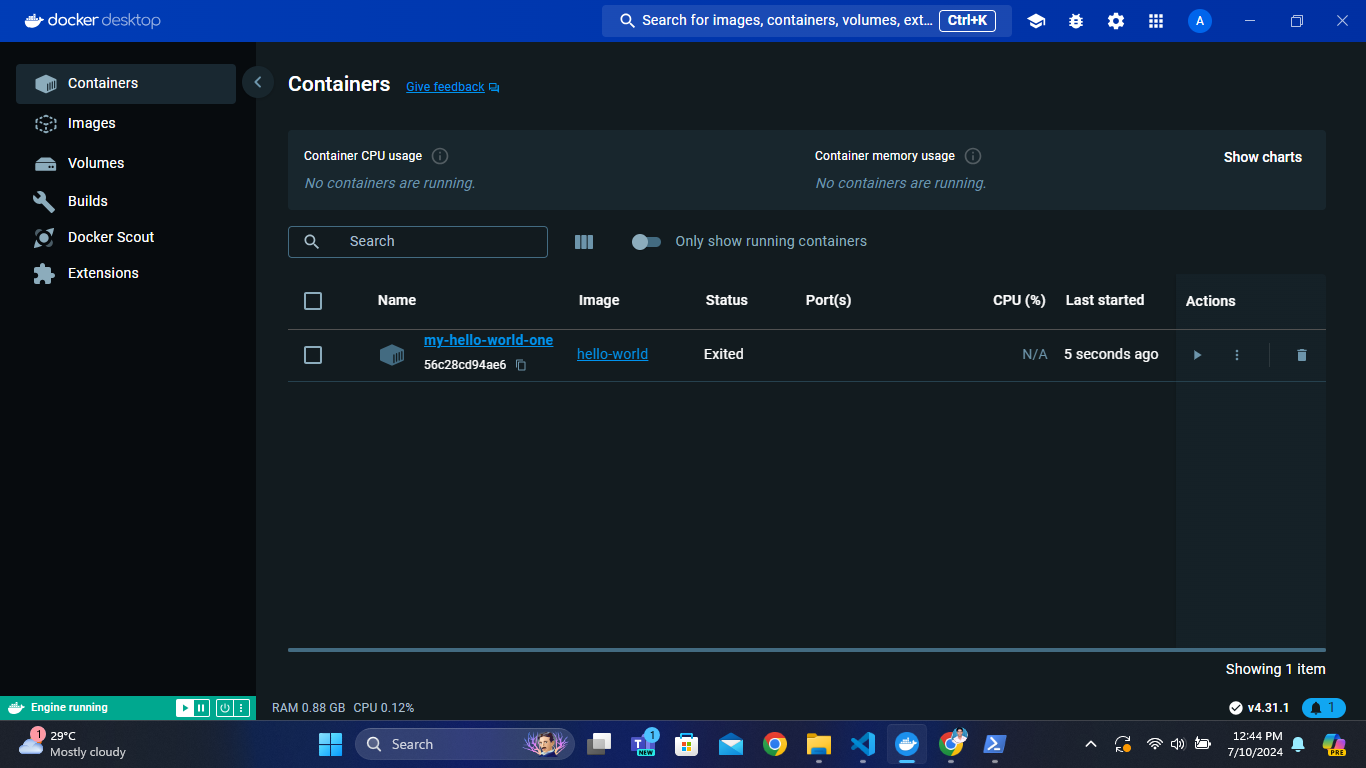 docker desktop
Search for images, containers, volumes, ext... Ctrl+K
A
Containers
Images
Volumes
Builds
Docker Scout
Extensions
Containers Give feedback
Container CPU usage
No containers are running.
Container memory usage
No containers are running.
Show charts
Search
Only show running containers
Name Image Status Port(s) CPU (%) Last started Actions
my-hello-world-one
56c28cd94ae6
hello-world Exited N/A 5 seconds ago
Showing 1 item
Engine running
RAM 0.88 GB CPU 0.12%
v4.31.1
1
1
29°C
Mostly cloudy
Search
1
NEW
PRE
12:44 PM
7/10/2024